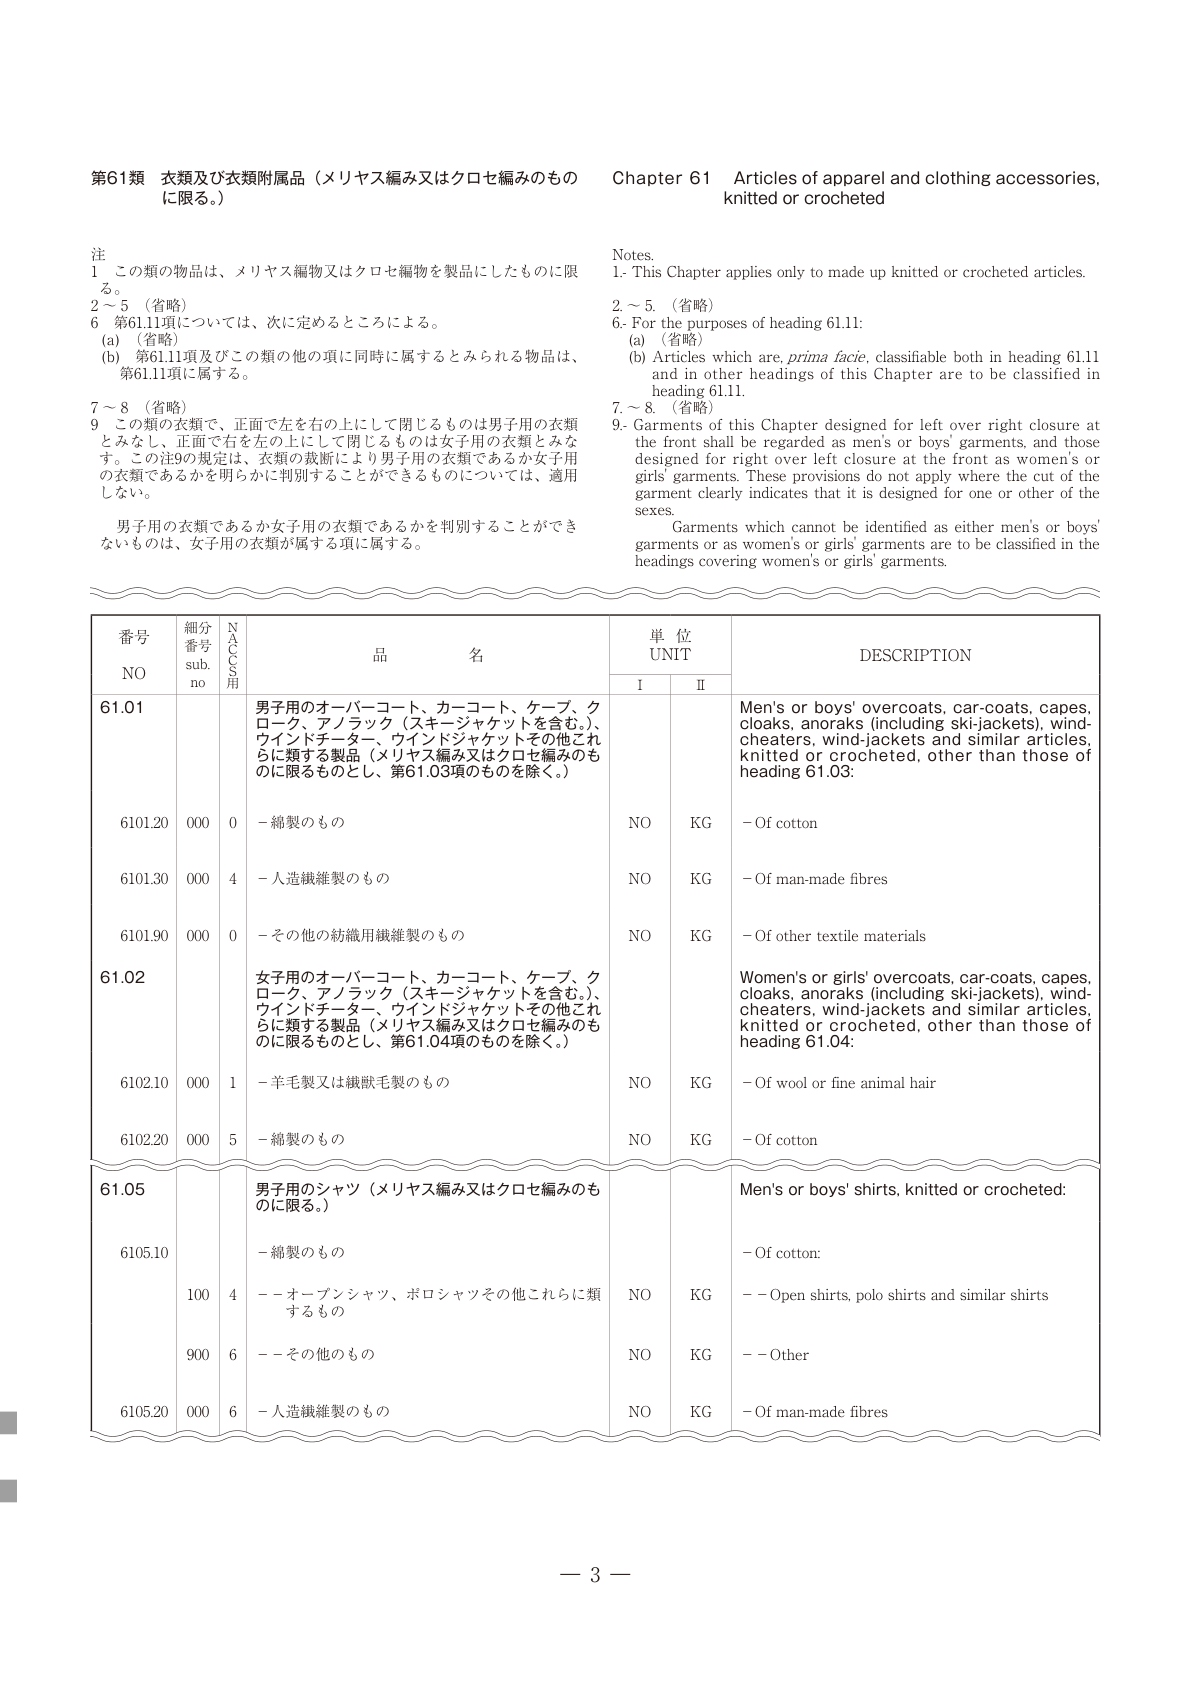 第61類　衣類及び衣類附属品（メリヤス編み又はクロセ編みのもの
に限る。）
Chapter 61　Articles of apparel and clothing accessories,
knitted or crocheted
注
1　この類の物品は、メリヤス編物又はクロセ編物を製品にしたものに限
る。
2～5　（省略）
6　第61.11項については、次に定めるところによる。
(a)　（省略）
(b)　第61.11項及びこの類の他の項に同時に属するとみられる物品は、
第61.11項に属する。
7～8　（省略）
9　この類の衣類で、正面で左を右の上にして閉じるものは男子用の衣類
とみなし、正面で右を左の上にして閉じるものは女子用の衣類とみな
す。この注9の規定は、衣類の裁断により男子用の衣類であるか女子用
の衣類であるかを明らかに判別することができるものについては、適用
しない。
男子用の衣類であるか女子用の衣類であるかを判別することができ
ないものは、女子用の衣類が属する項に属する。
Notes.
1.- This Chapter applies only to made up knitted or crocheted articles.
2. ～ 5. （省略）
6.- For the purposes of heading 61.11:
(a) （省略）
(b) Articles which are, prima facie, classifiable both in heading 61.11
and in other headings of this Chapter are to be classified in
heading 61.11.
7. ～ 8. （省略）
9.- Garments of this Chapter designed for left over right closure at
the front shall be regarded as men's or boys' garments, and those
designed for right over left closure at the front as women's or
girls' garments. These provisions do not apply where the cut of the
garment clearly indicates that it is designed for one or other of the
sexes.
Garments which cannot be identified as either men's or boys'
garments or as women's or girls' garments are to be classified in the
headings covering women's or girls' garments.
番号 NO 細分番号 sub. no NACCS用 品名 単位 UNIT DESCRIPTION
Ⅰ Ⅱ
61.01 男子用のオーバーコート、カーコート、ケープ、ク Men's or boys' overcoats, car-coats, capes,
ローク、アノラック（スキージャケットを含む。）、 cloaks, anoraks (including ski-jackets), wind-
ウインドチーター、ウインドジャケットその他これ cheaters, wind-jackets and similar articles,
らに類する製品（メリヤス編み又はクロセ編みのも knitted or crocheted, other than those of
のに限るものとし、第61.03項のものを除く。） heading 61.03:
6101.20 000 0 －綿製のもの NO KG －Of cotton
6101.30 000 4 －人造繊維製のもの NO KG －Of man-made fibres
6101.90 000 0 －その他の紡織用繊維製のもの NO KG －Of other textile materials
61.02 女子用のオーバーコート、カーコート、ケープ、ク Women's or girls' overcoats, car-coats, capes,
ローク、アノラック（スキージャケットを含む。）、 cloaks, anoraks (including ski-jackets), wind-
ウインドチーター、ウインドジャケットその他これ cheaters, wind-jackets and similar articles,
らに類する製品（メリヤス編み又はクロセ編みのも knitted or crocheted, other than those of
のに限るものとし、第61.04項のものを除く。） heading 61.04:
6102.10 000 1 －羊毛製又は繊獣毛製のもの NO KG －Of wool or fine animal hair
6102.20 000 5 －綿製のもの NO KG －Of cotton
61.05 男子用のシャツ（メリヤス編み又はクロセ編みのも Men's or boys' shirts, knitted or crocheted:
のに限る。）
6105.10 －綿製のもの －Of cotton:
100 4 －－オープンシャツ、ポロシャツその他これらに類 NO KG －－Open shirts, polo shirts and similar shirts
するもの
900 6 －－その他のもの NO KG －－Other
6105.20 000 6 －人造繊維製のもの NO KG －Of man-made fibres
― 3 ―